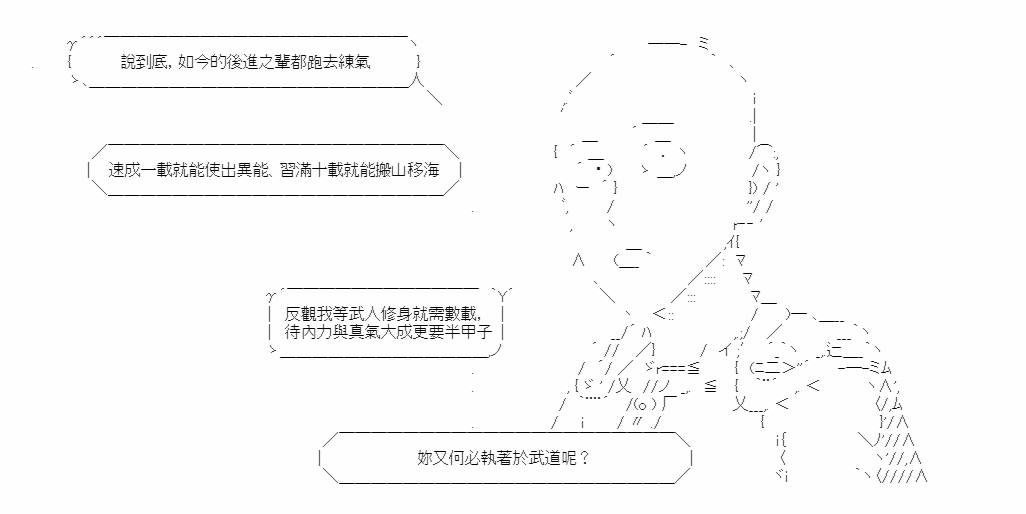 說到底，如今的後進之輩都跑去練氣
速成一載就能使出異能、習滿十載就能搬山移海
反觀我等武人修身就需數載，
待內力與真氣大成更要半甲子
妳又何必執著於武道呢？